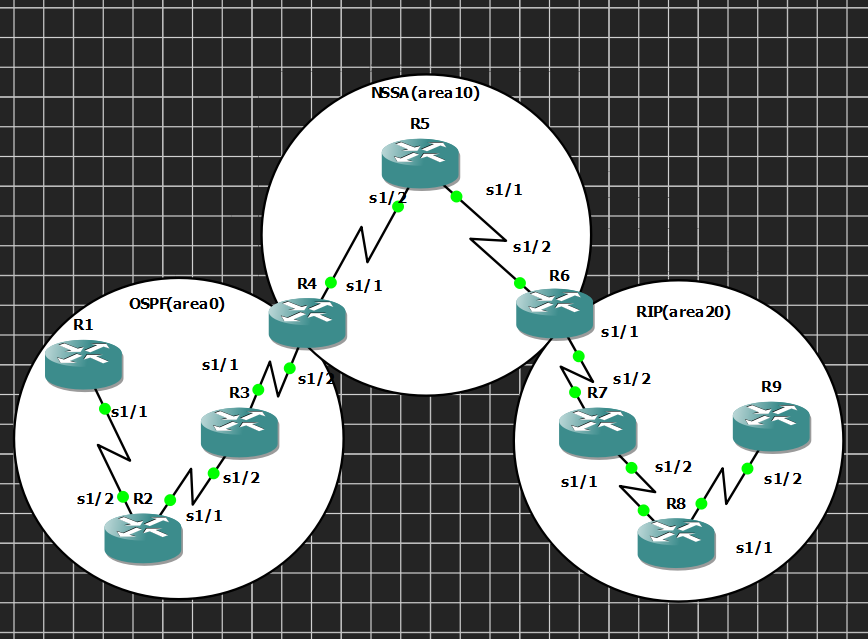 NSSA(area10)
R5
s1/2
s1/1
s1/2
R4
s1/1
R6
OSPF(area0)
RIP(area20)
R1
s1/1
s1/1
s1/2
s1/2
R3
R7
R9
s1/1
s1/2
s1/2
s1/2
s1/1
s1/2
R2
R8
s1/1
s1/1